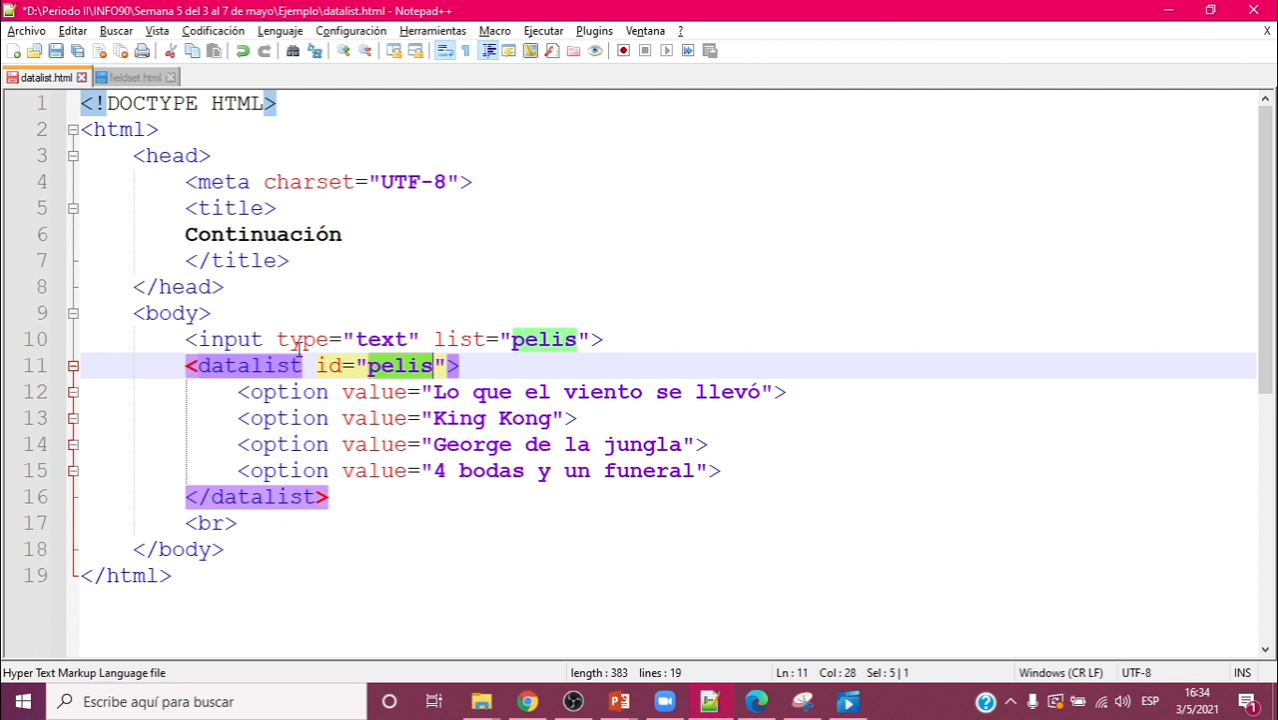 *D:\Periodo II\INFO90\Semana 5 del 3 al 7 de mayo\Ejemplo\datalist.html - Notepad++
Archivo Editar Buscar Vista Codificación Lenguaje Configuración Herramientas Macro Ejecutar Plugins Ventana ? X
datalist.html fieldset.html
1 <!DOCTYPE HTML>
2 <html>
3 <head>
4 <meta charset="UTF-8">
5 <title>
6 Continuación
7 </title>
8 </head>
9 <body>
10 <input type="text" list="pelis">
11 <datalist id="pelis">
12 <option value="Lo que el viento se llevó">
13 <option value="King Kong">
14 <option value="George de la jungla">
15 <option value="4 bodas y un funeral">
16 </datalist>
17 <br>
18 </body>
19 </html>
Hyper Text Markup Language file length : 383 lines : 19 Ln : 11 Col : 28 Sel : 5 | 1 Windows (CR LF) UTF-8 INS
Escribe aquí para buscar ESP 16:34
3/5/2021 1